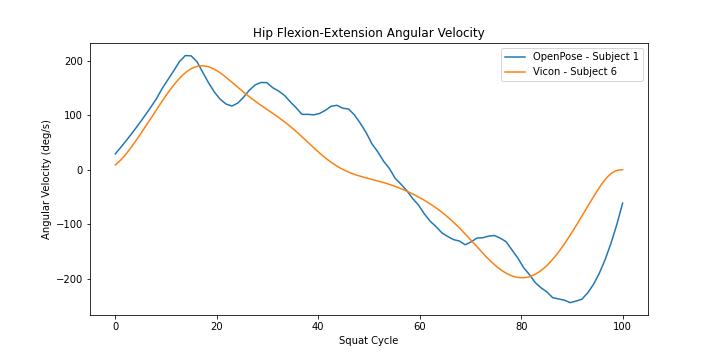 Hip Flexion-Extension Angular Velocity
OpenPose - Subject 1
Vicon - Subject 6
Angular Velocity (deg/s)
200
100
0
−100
−200
0
20
40
60
80
100
Squat Cycle